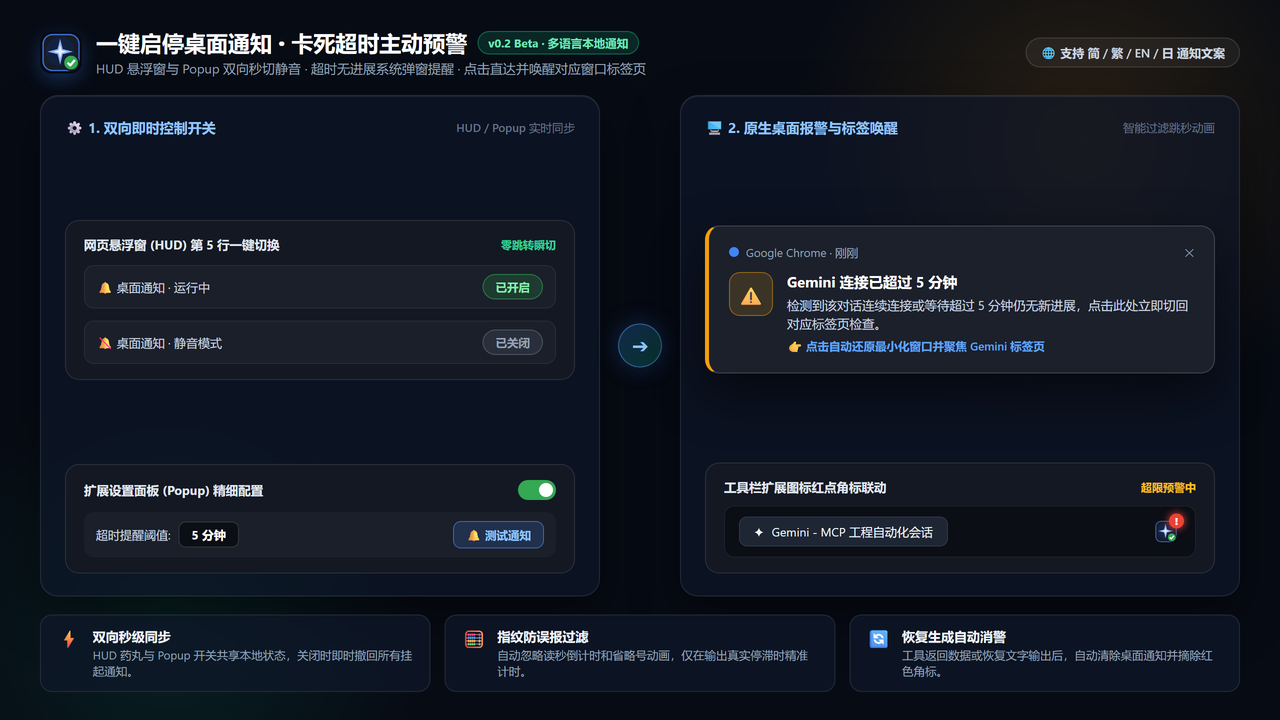 一键启停桌面通知 · 卡死超时主动预警
v0.2 Beta · 多语言本地通知
HUD 悬浮窗与 Popup 双向秒切静音 · 超时无进展系统弹窗提醒 · 点击直达并唤醒对应窗口标签页
支持 简 / 繁 / EN / 日 通知文案
1. 双向即时控制开关
HUD / Popup 实时同步
网页悬浮窗 (HUD) 第 5 行一键切换
零跳转瞬切
桌面通知 · 运行中
已开启
桌面通知 · 静音模式
已关闭
扩展设置面板 (Popup) 精细配置
超时提醒阈值:
5 分钟
测试通知
→
2. 原生桌面报警与标签唤醒
智能过滤跳秒动画
Google Chrome · 刚刚
Gemini 连接已超过 5 分钟
检测到该对话连续连接或等待超过 5 分钟仍无新进展，点击此处立即切回
对应标签页检查。
点击自动还原最小化窗口并聚焦 Gemini 标签页
工具栏扩展图标红点角标联动
超限预警中
Gemini - MCP 工程自动化会话
!
双向秒级同步
HUD 药丸与 Popup 开关共享本地状态，关闭时即时撤回所有挂
起通知。
指纹防误报过滤
自动忽略读秒倒计时和省略号动画，仅在输出真实停滞时精准
计时。
恢复生成自动消警
工具返回数据或恢复文字输出后，自动清除桌面通知并摘除红
色角标。